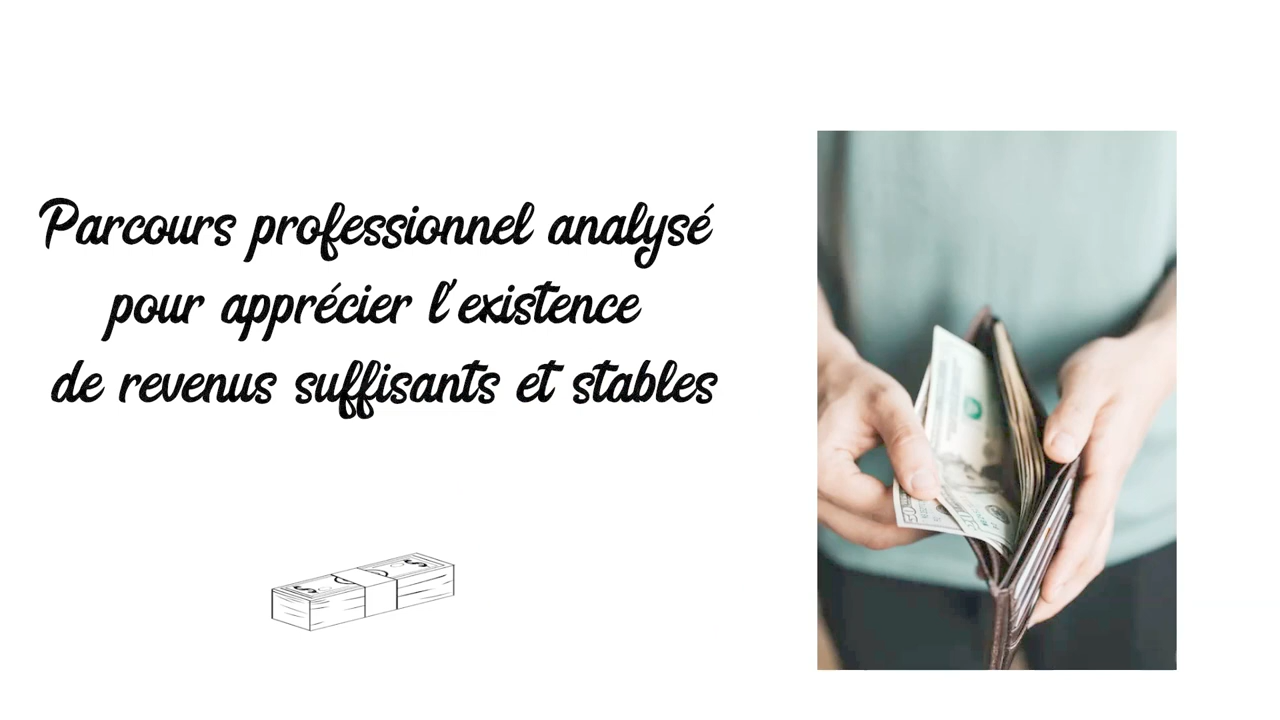 Parcours professionnel analysé
pour apprécier l'existence
de revenus suffisants et stables